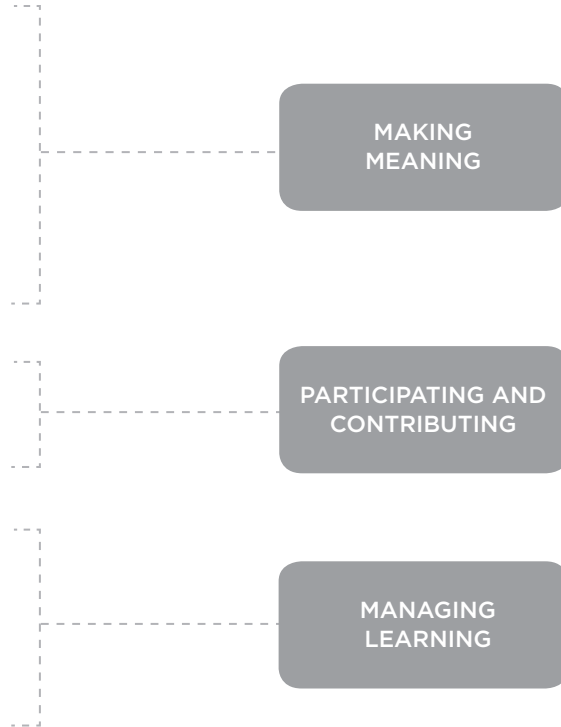 MAKING
MEANING
PARTICIPATING AND
CONTRIBUTING
MANAGING
LEARNING